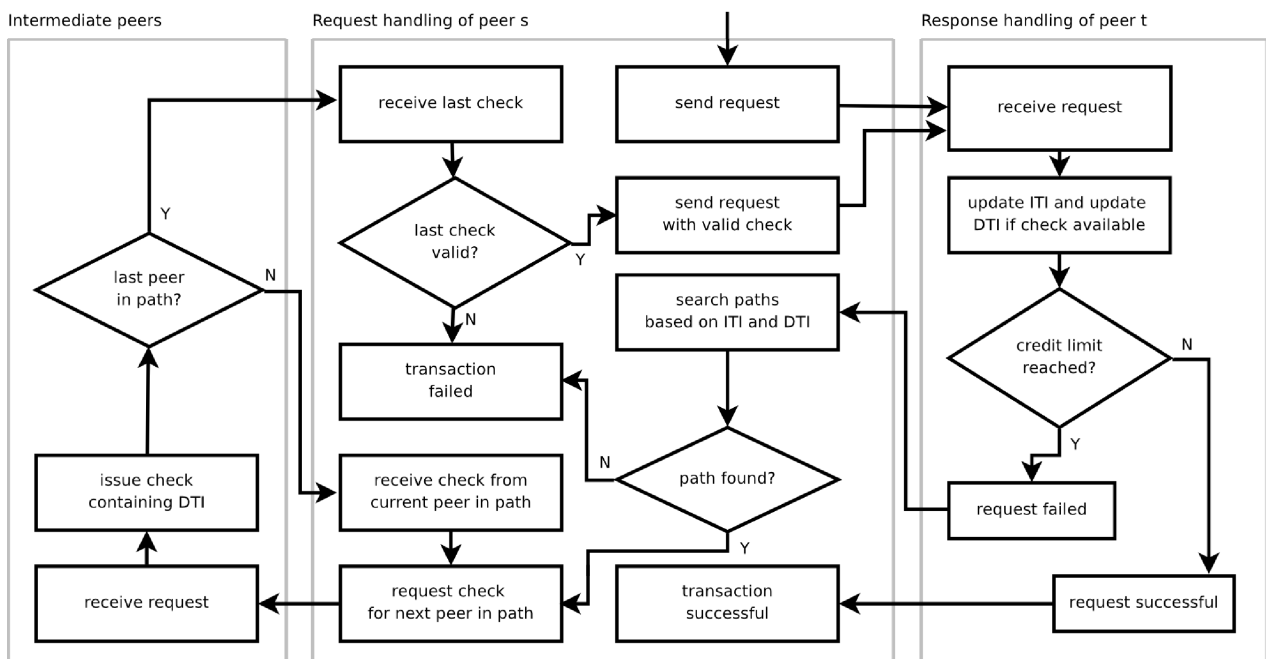 Intermediate peers
Request handling of peer s
Response handling of peer t
receive last check
send request
receive request
Y
last peer
in path?
N
last check
valid?
Y
N
send request
with valid check
update ITI and update
DTI if check available
search paths
based on ITI and DTI
credit limit
reached?
N
Y
transaction
failed
issue check
containing DTI
receive check from
current peer in path
N
path found?
Y
request failed
receive request
request check
for next peer in path
transaction
successful
request successful